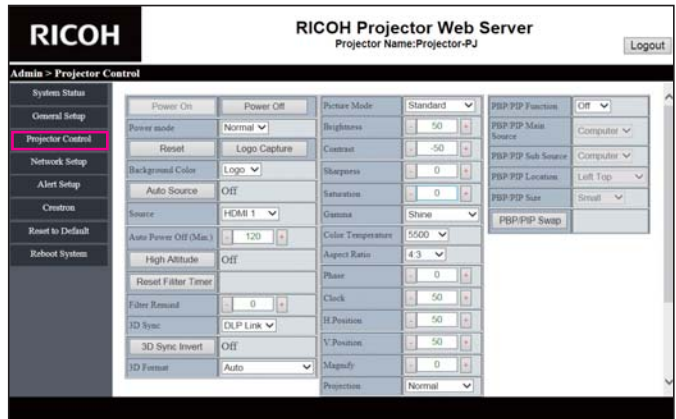 RICOH
RICOH Projector Web Server
Projector Name:Projector-PJ
Logout
Admin > Projector Control
System Status
General Setup
Projector Control
Network Setup
Alert Setup
Crestron
Reset to Default
Reboot System
Power On Power Off
Power mode Normal
Reset Logo Capture
Background Color Logo
Auto Source Off
Source HDMI 1
Auto Power Off (Min.) - 120 +
High Altitude Off
Reset Filter Timer
Filter Remind - 0 +
3D Sync DLP Link
3D Sync Invert Off
3D Format Auto
Picture Mode Standard
Brightness - 50 +
Contrast - -50 +
Sharpness - 0 +
Saturation - 0 +
Gamma Shine
Color Temperature 5500
Aspect Ratio 4:3
Phase - 0 +
Clock - 50 +
H.Position - 50 +
V.Position - 50 +
Magnify - 0 +
Projection Normal
PBP/PIP Function Off
PBP/PIP Main Source Computer
PBP/PIP Sub Source Computer
PBP/PIP Location Left Top
PBP/PIP Size Small
PBP/PIP Swap